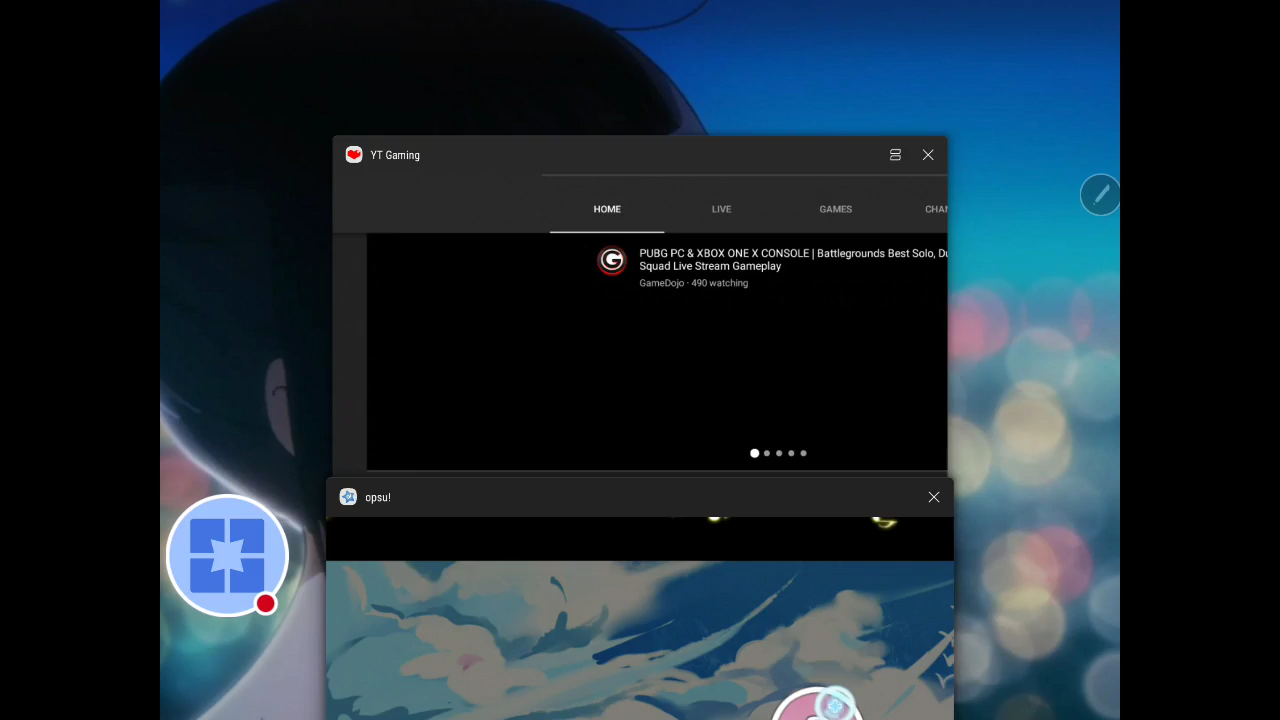 YT Gaming
HOME LIVE GAMES CHAN
PUBG PC & XBOX ONE X CONSOLE | Battlegrounds Best Solo, Du
Squad Live Stream Gameplay
GameDojo · 490 watching
opsu!